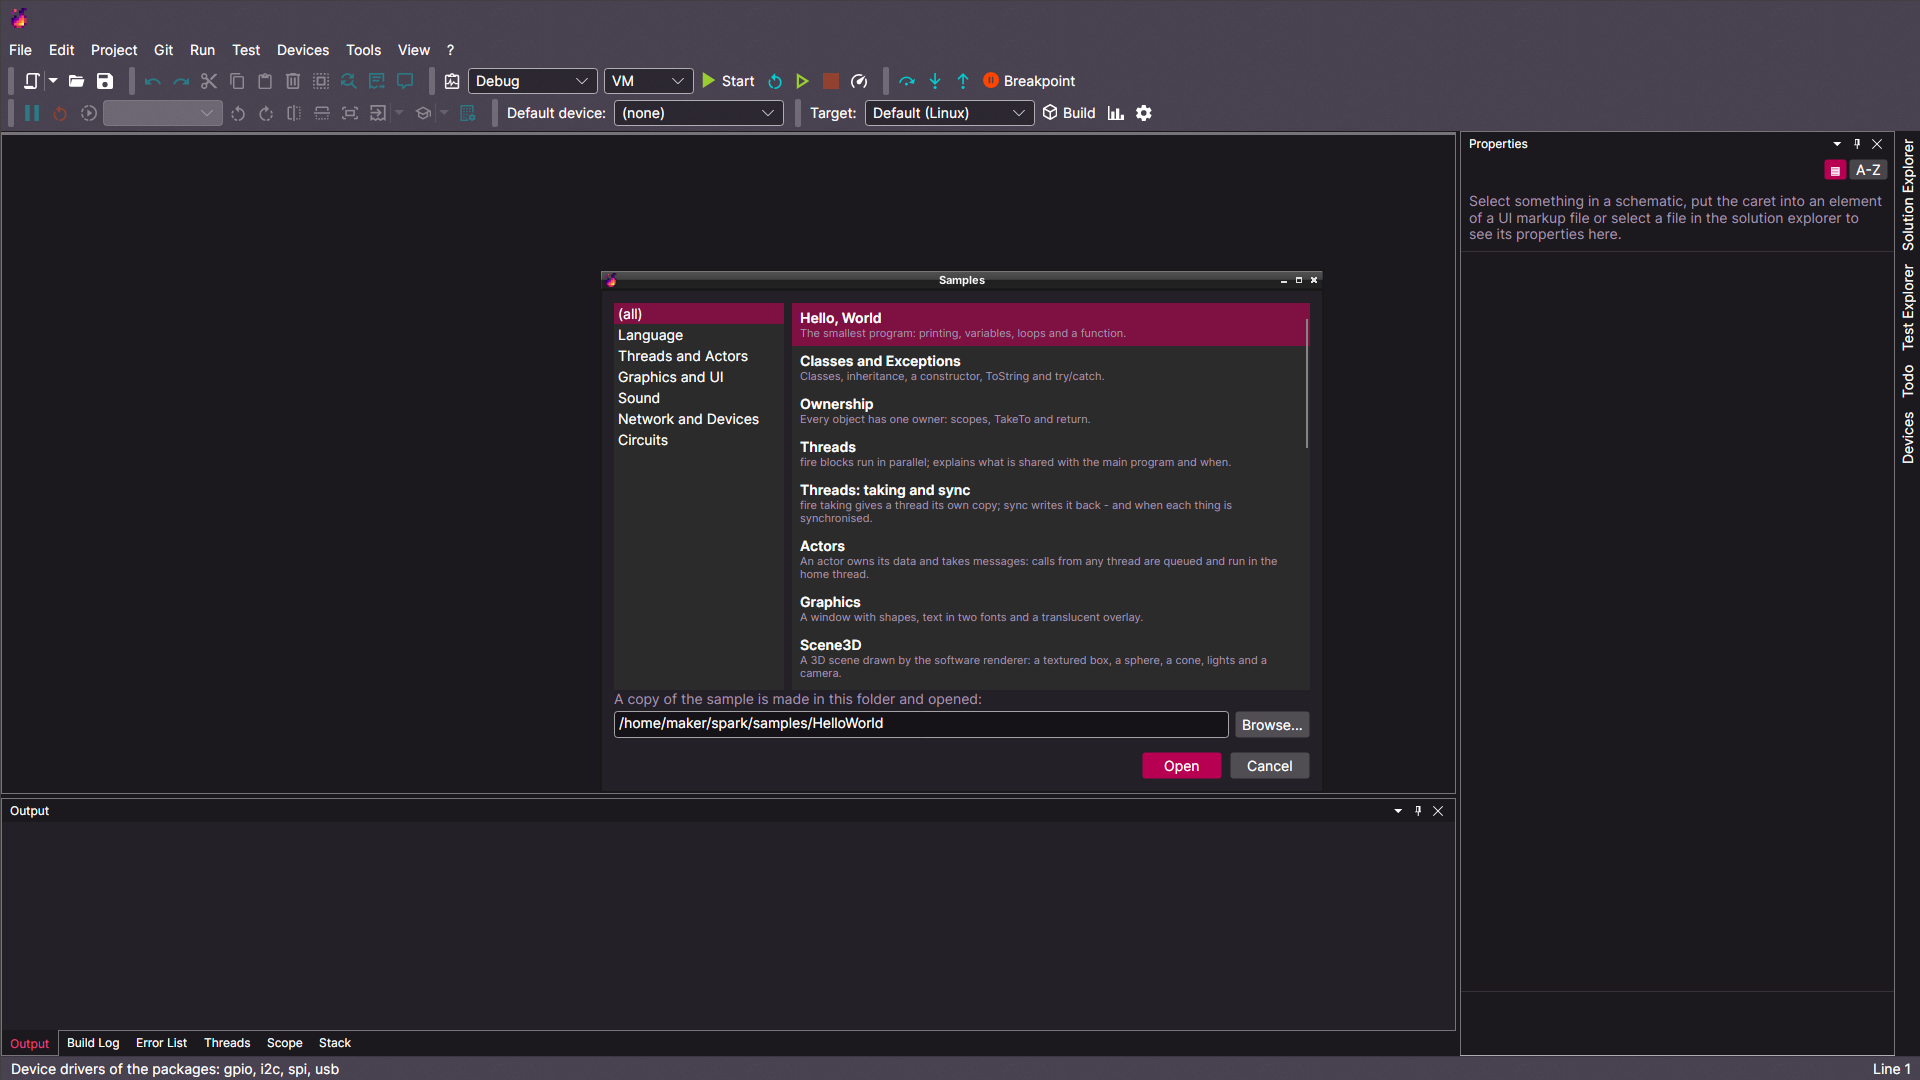 File Edit Project Git Run Test Devices Tools View ?
Debug VM Start Breakpoint
Default device: (none) Target: Default (Linux) Build
Properties
A-Z
Select something in a schematic, put the caret into an element
of a UI markup file or select a file in the solution explorer to
see its properties here.
Solution Explorer
Test Explorer
Todo
Devices
Samples
(all)
Language
Threads and Actors
Graphics and UI
Sound
Network and Devices
Circuits
Hello, World
The smallest program: printing, variables, loops and a function.
Classes and Exceptions
Classes, inheritance, a constructor, ToString and try/catch.
Ownership
Every object has one owner: scopes, TakeTo and return.
Threads
fire blocks run in parallel; explains what is shared with the main program and when.
Threads: taking and sync
fire taking gives a thread its own copy; sync writes it back - and when each thing is
synchronised.
Actors
An actor owns its data and takes messages: calls from any thread are queued and run in the
home thread.
Graphics
A window with shapes, text in two fonts and a translucent overlay.
Scene3D
A 3D scene drawn by the software renderer: a textured box, a sphere, a cone, lights and a
camera.
A copy of the sample is made in this folder and opened:
/home/maker/spark/samples/HelloWorld
Browse...
Open Cancel
Output
Output Build Log Error List Threads Scope Stack
Device drivers of the packages: gpio, i2c, spi, usb
Line 1